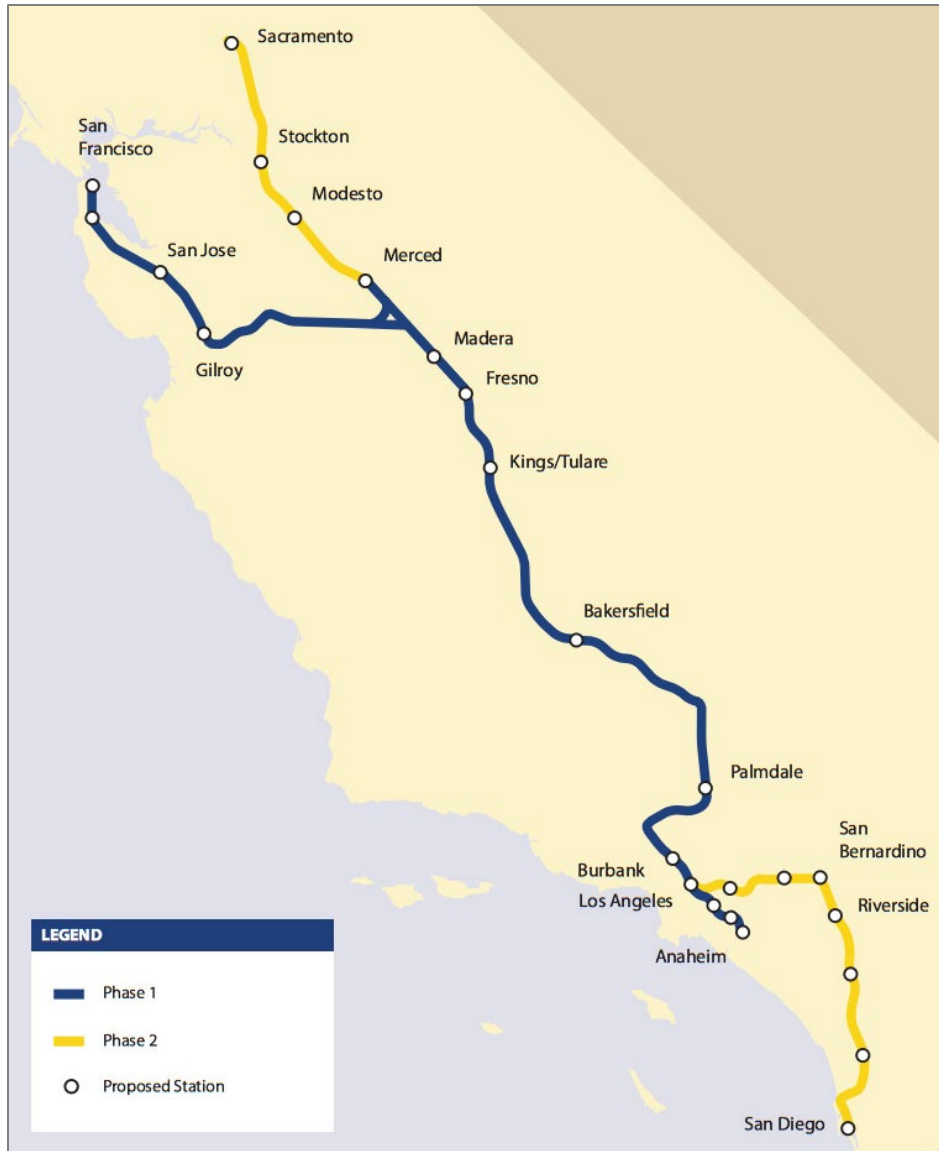 Sacramento
San
Francisco
Stockton
Modesto
San Jose
Merced
Gilroy
Madera
Fresno
Kings/Tulare
Bakersfield
Palmdale
San
Bernardino
Burbank
Los Angeles
Riverside
Anaheim
San Diego
LEGEND
Phase 1
Phase 2
Proposed Station